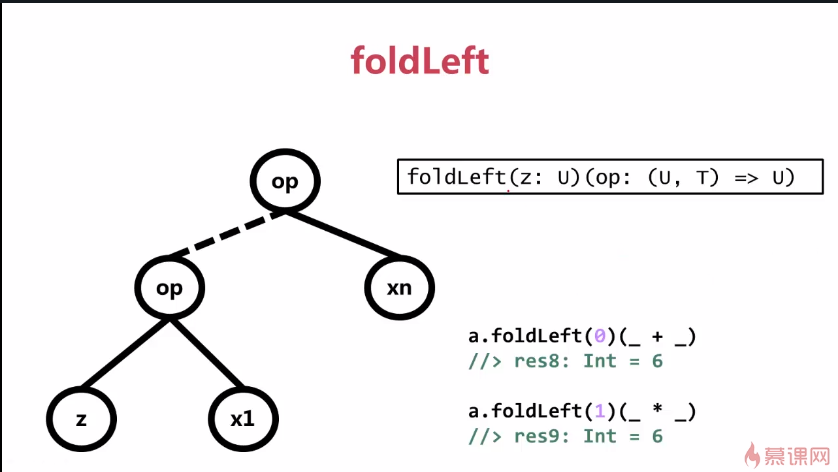 foldLeft
foldLeft(z: U)(op: (U, T) => U)
op
op
xn
z
x1
a.foldLeft(0)(_ + _)
//> res8: Int = 6
a.foldLeft(1)(_ * _)
//> res9: Int = 6
慕课网